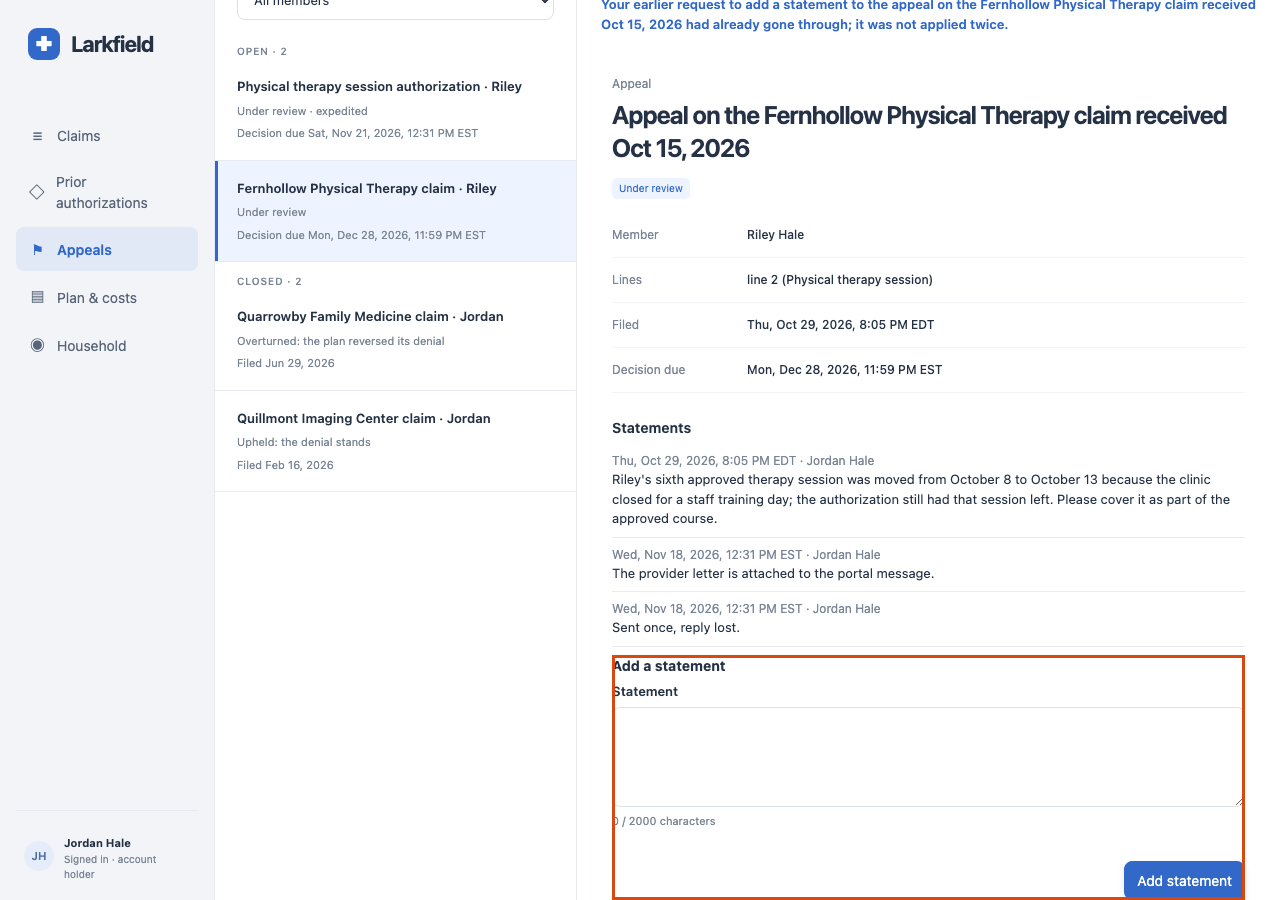 Larkfield
Claims
Prior
authorizations
Appeals
Plan & costs
Household
JH
Jordan Hale
Signed in · account
holder
All members
OPEN · 2
Physical therapy session authorization · Riley
Under review · expedited
Decision due Sat, Nov 21, 2026, 12:31 PM EST
Fernhollow Physical Therapy claim · Riley
Under review
Decision due Mon, Dec 28, 2026, 11:59 PM EST
CLOSED · 2
Quarrowby Family Medicine claim · Jordan
Overturned: the plan reversed its denial
Filed Jun 29, 2026
Quillmont Imaging Center claim · Jordan
Upheld: the denial stands
Filed Feb 16, 2026
Your earlier request to add a statement to the appeal on the Fernhollow Physical Therapy claim received
Oct 15, 2026 had already gone through; it was not applied twice.
Appeal
Appeal on the Fernhollow Physical Therapy claim received
Oct 15, 2026
Under review
Member Riley Hale
Lines line 2 (Physical therapy session)
Filed Thu, Oct 29, 2026, 8:05 PM EDT
Decision due Mon, Dec 28, 2026, 11:59 PM EST
Statements
Thu, Oct 29, 2026, 8:05 PM EDT · Jordan Hale
Riley's sixth approved therapy session was moved from October 8 to October 13 because the clinic
closed for a staff training day; the authorization still had that session left. Please cover it as part of the
approved course.
Wed, Nov 18, 2026, 12:31 PM EST · Jordan Hale
The provider letter is attached to the portal message.
Wed, Nov 18, 2026, 12:31 PM EST · Jordan Hale
Sent once, reply lost.
Add a statement
Statement
0 / 2000 characters
Add statement